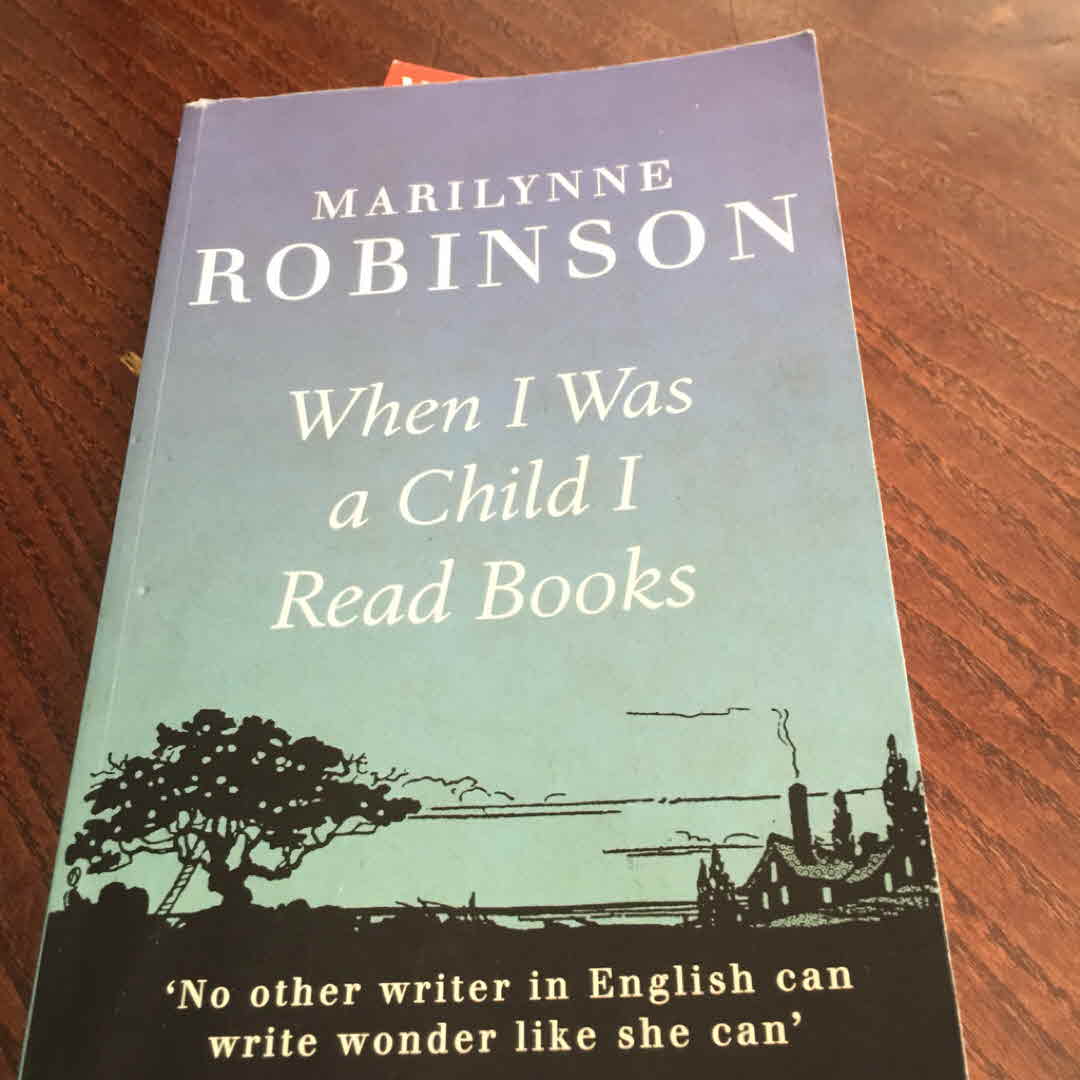 MARILYNNE
ROBINSON
When I Was
a Child I
Read Books
‘No other writer in English can
write wonder like she can’